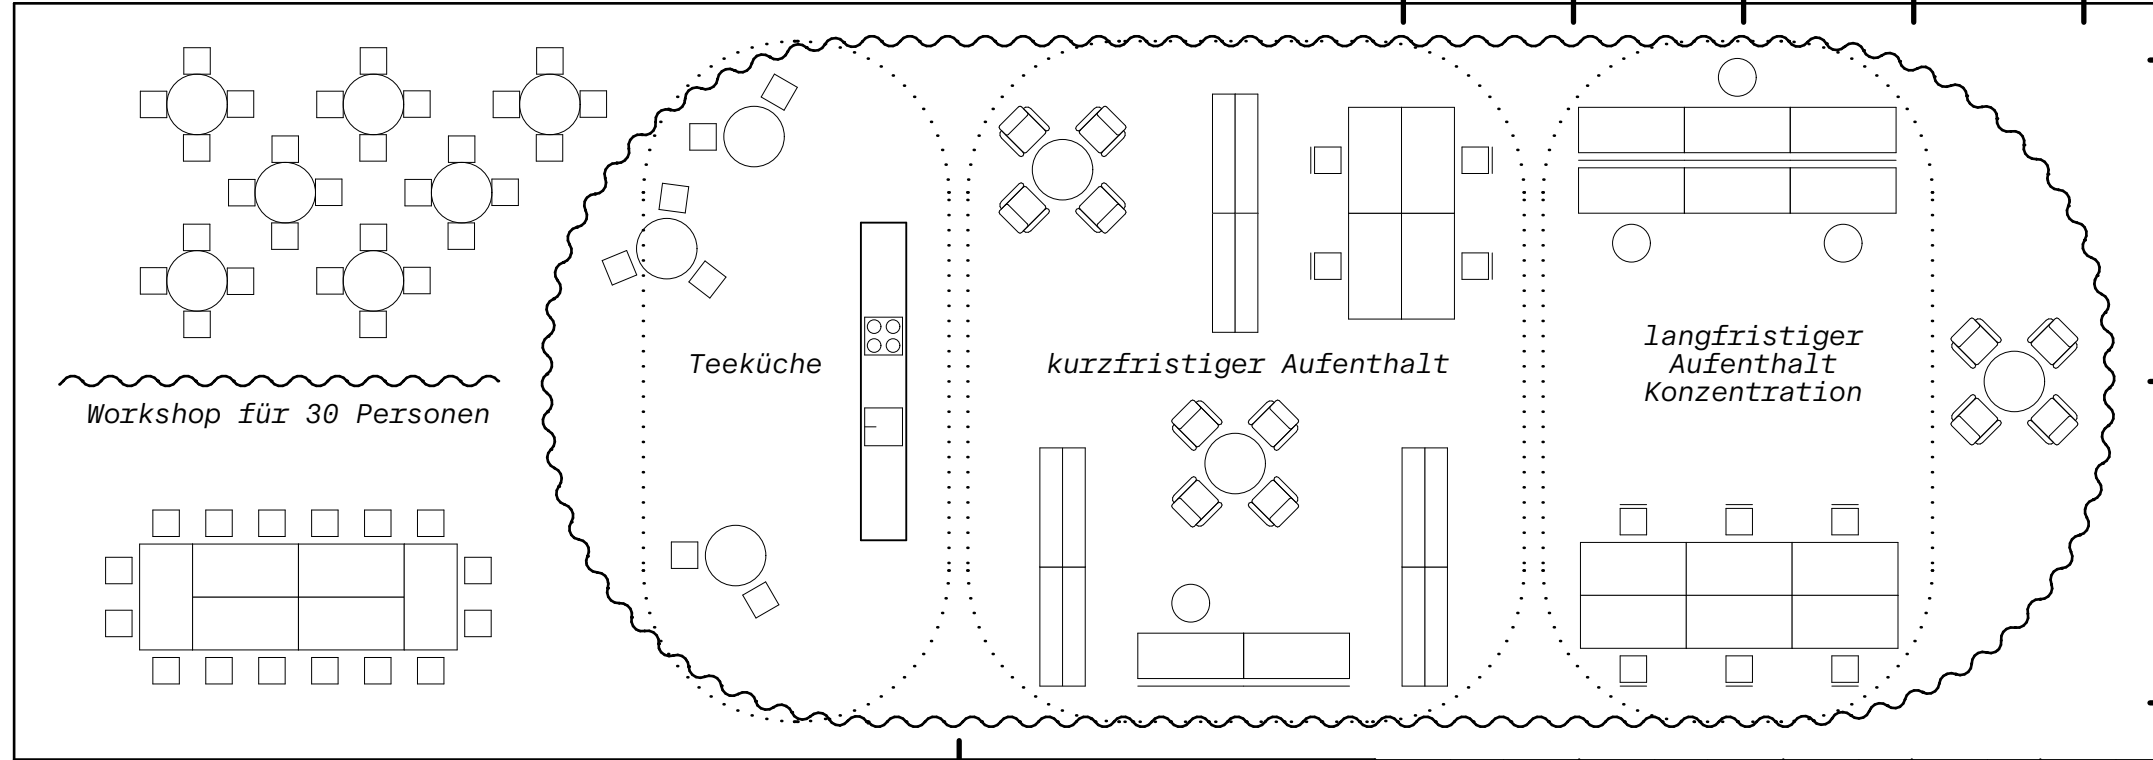 Workshop für 30 Personen
Teeküche
kurzfristiger Aufenthalt
langfristiger
Aufenthalt
Konzentration